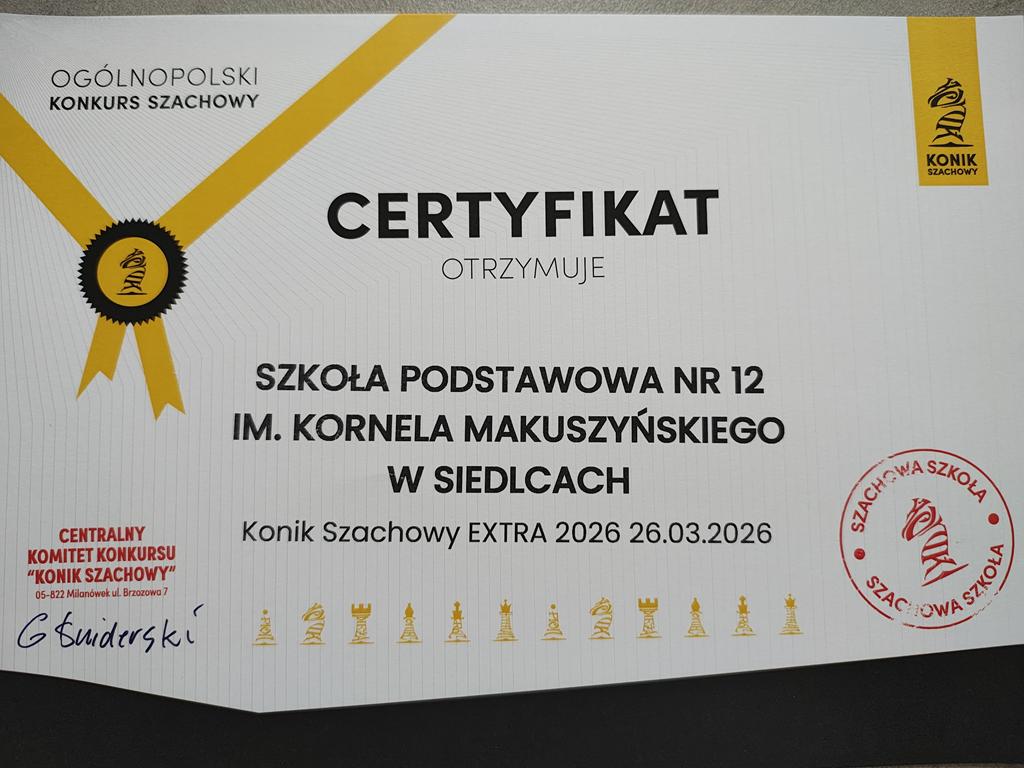 OGÓLNOPOLSKI
KONKURS SZACHOWY
KONIK
SZACHOWY
CERTYFIKAT
OTRZYMUJE
SZKOŁA PODSTAWOWA NR 12
IM. KORNELA MAKUSZYŃSKIEGO
W SIEDLCACH
Konik Szachowy EXTRA 2026 26.03.2026
CENTRALNY
KOMITET KONKURSU
"KONIK SZACHOWY"
05-822 Milanówek ul. Brzozowa 7
G Świderski
SZACHOWA SZKOŁA
SZACHOWA SZKOŁA